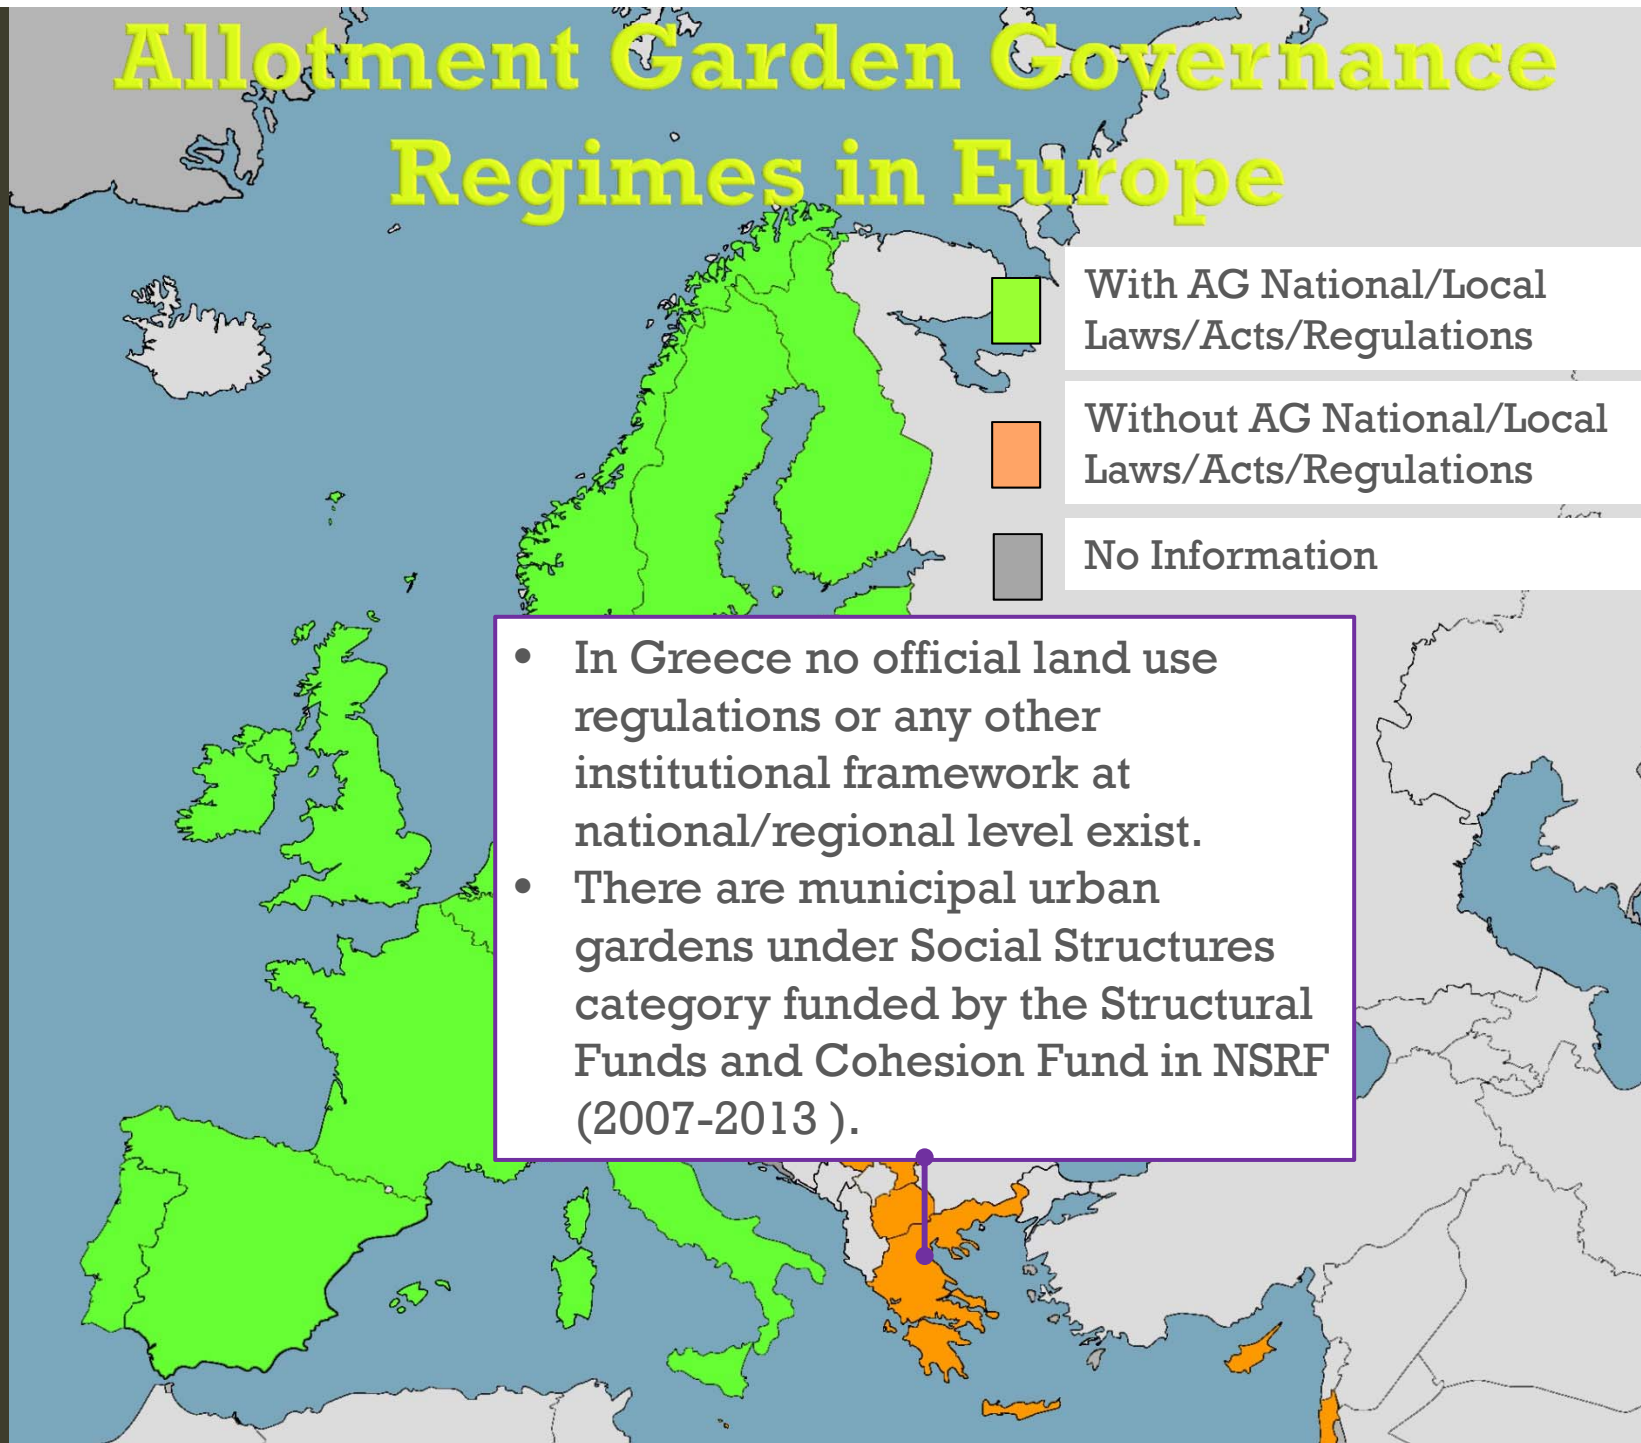 Allotment Garden Governance
Regimes in Europe
With AG National/Local
Laws/Acts/Regulations
Without AG National/Local
Laws/Acts/Regulations
No Information
• In Greece no official land use
regulations or any other
institutional framework at
national/regional level exist.
• There are municipal urban
gardens under Social Structures
category funded by the Structural
Funds and Cohesion Fund in NSRF
(2007-2013 ).